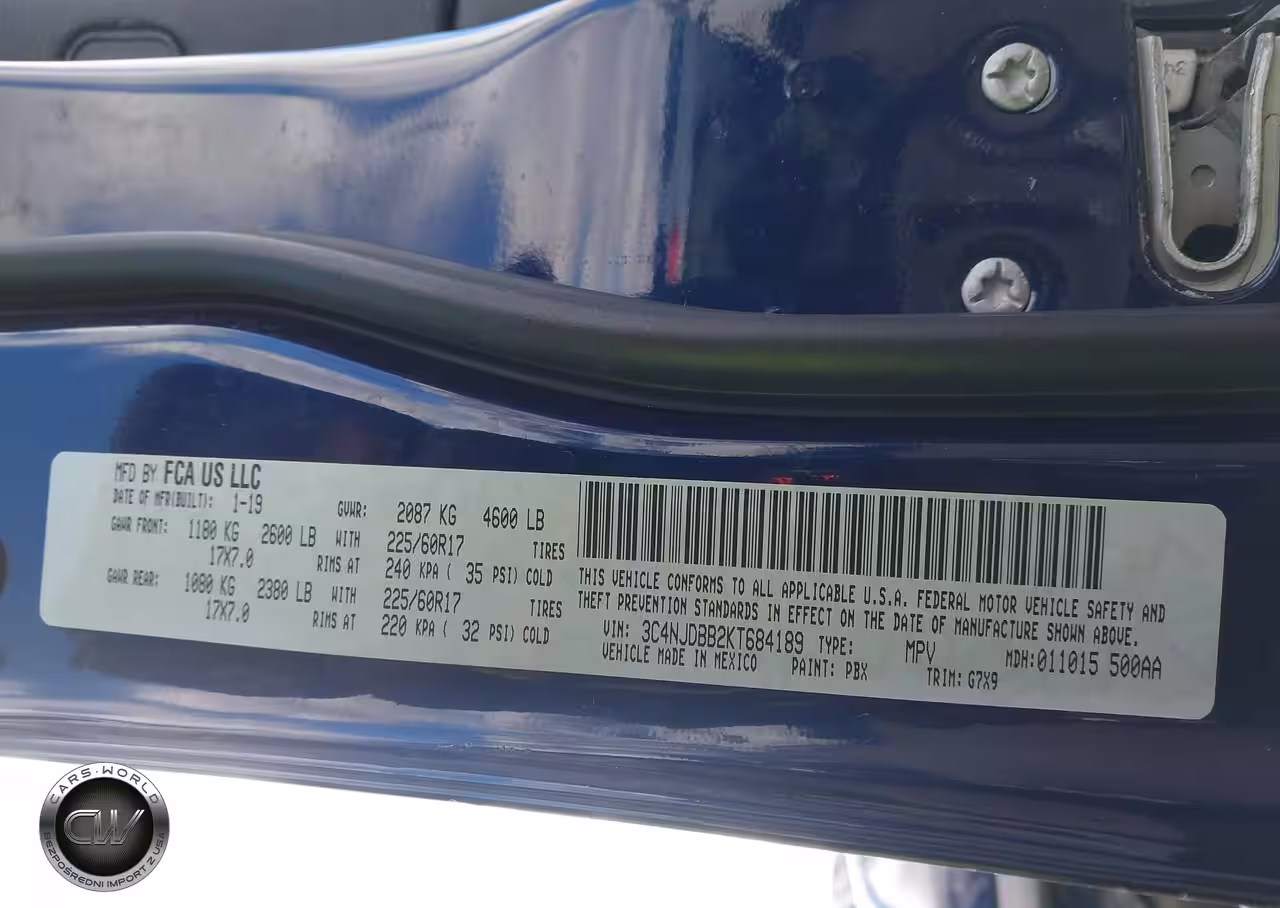 MFD BY FCA US LLC
DATE OF MFR(BUILT): 1-19 GVWR: 2087 KG 4600 LB
GAWR FRONT: 1180 KG 2600 LB WITH 225/60R17 TIRES
17X7.0 RIMS AT 240 KPA ( 35 PSI) COLD
GAWR REAR: 1080 KG 2380 LB WITH 225/60R17 TIRES
17X7.0 RIMS AT 220 KPA ( 32 PSI) COLD
THIS VEHICLE CONFORMS TO ALL APPLICABLE U.S.A. FEDERAL MOTOR VEHICLE SAFETY AND
THEFT PREVENTION STANDARDS IN EFFECT ON THE DATE OF MANUFACTURE SHOWN ABOVE.
VIN: 3C4NJDBB2KT684189 TYPE: MPV MDH:011015 500AA
VEHICLE MADE IN MEXICO PAINT: PBX TRIM: G7X9
CARS·WORLD
CW
BEZPOŚREDNI IMPORT Z USA